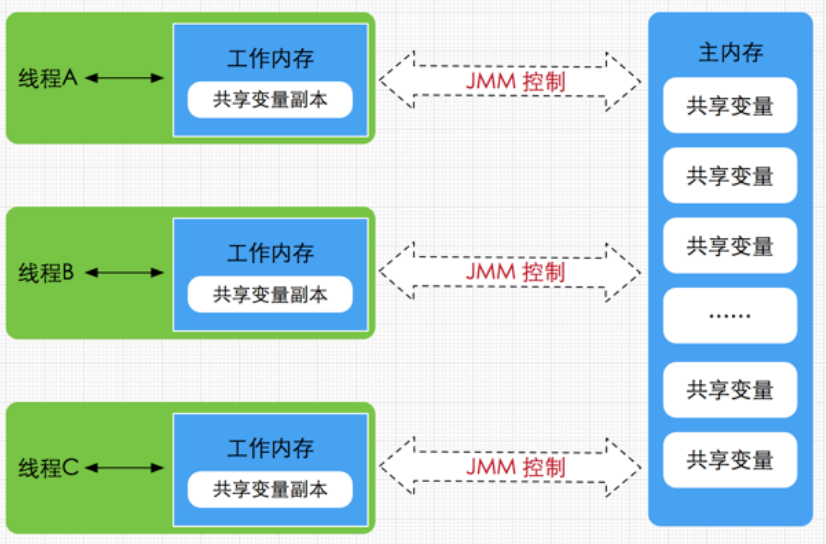 线程A
工作内存
共享变量副本
JMM 控制
线程B
工作内存
共享变量副本
JMM 控制
线程C
工作内存
共享变量副本
JMM 控制
主内存
共享变量
共享变量
共享变量
……
共享变量
共享变量